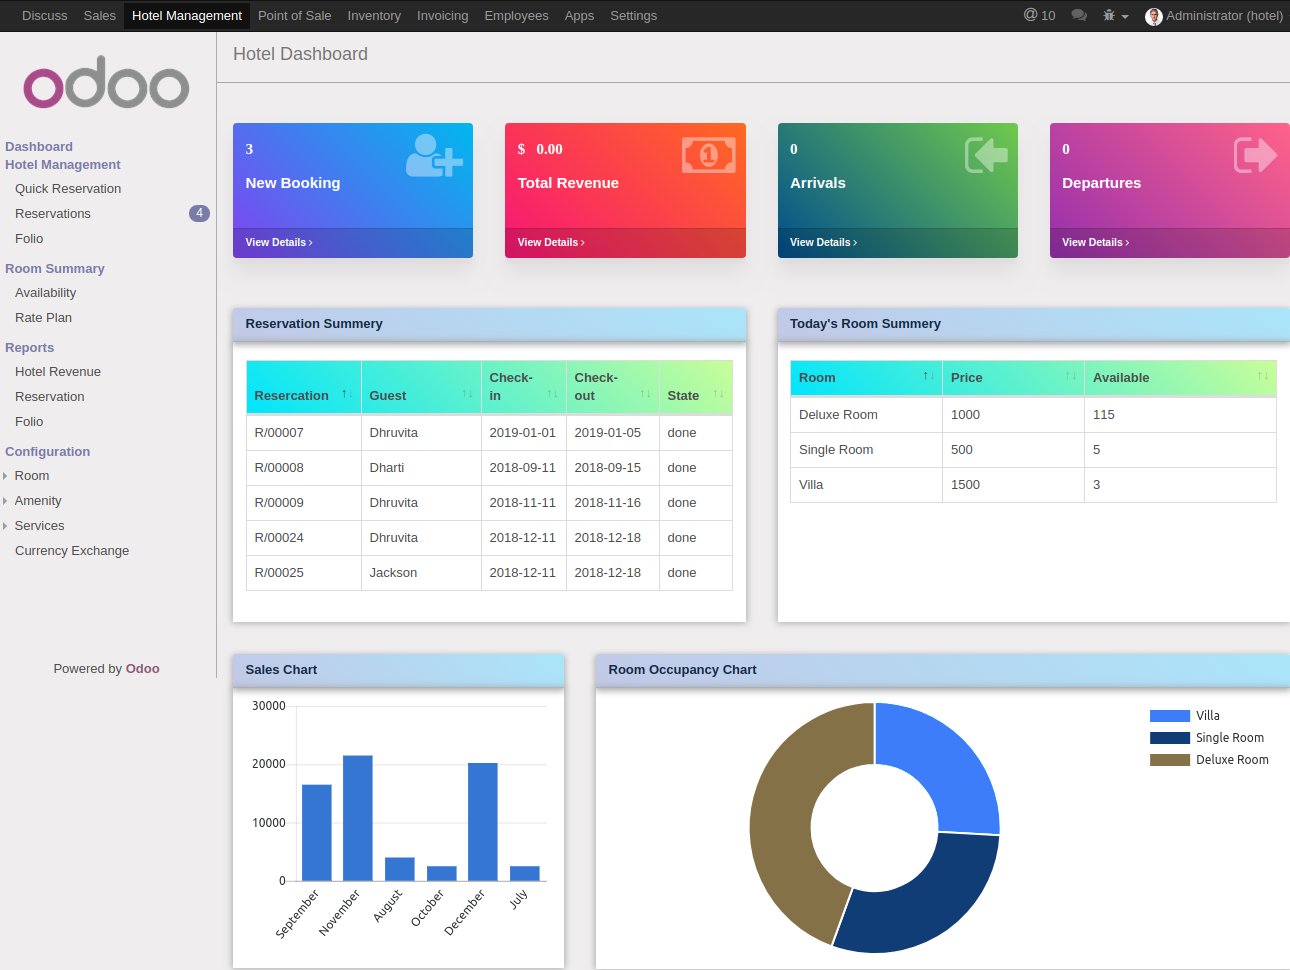 Discuss Sales Hotel Management Point of Sale Inventory Invoicing Employees Apps Settings @ 10 Administrator (hotel)
odoo
Dashboard
Hotel Management
Quick Reservation
Reservations 4
Folio
Room Summary
Availability
Rate Plan
Reports
Hotel Revenue
Reservation
Folio
Configuration
Room
Amenity
Services
Currency Exchange
Powered by Odoo
Hotel Dashboard
3
New Booking
View Details
$ 0.00
Total Revenue
View Details
0
Arrivals
View Details
0
Departures
View Details
Reservation Summery
Resercation Guest Check-in Check-out State
R/00007 Dhruvita 2019-01-01 2019-01-05 done
R/00008 Dharti 2018-09-11 2018-09-15 done
R/00009 Dhruvita 2018-11-11 2018-11-16 done
R/00024 Dhruvita 2018-12-11 2018-12-18 done
R/00025 Jackson 2018-12-11 2018-12-18 done
Today's Room Summary
Room Price Available
Deluxe Room 1000 115
Single Room 500 5
Villa 1500 3
Sales Chart
30000
20000
10000
0
September November August October December July
Room Occupancy Chart
Villa
Single Room
Deluxe Room